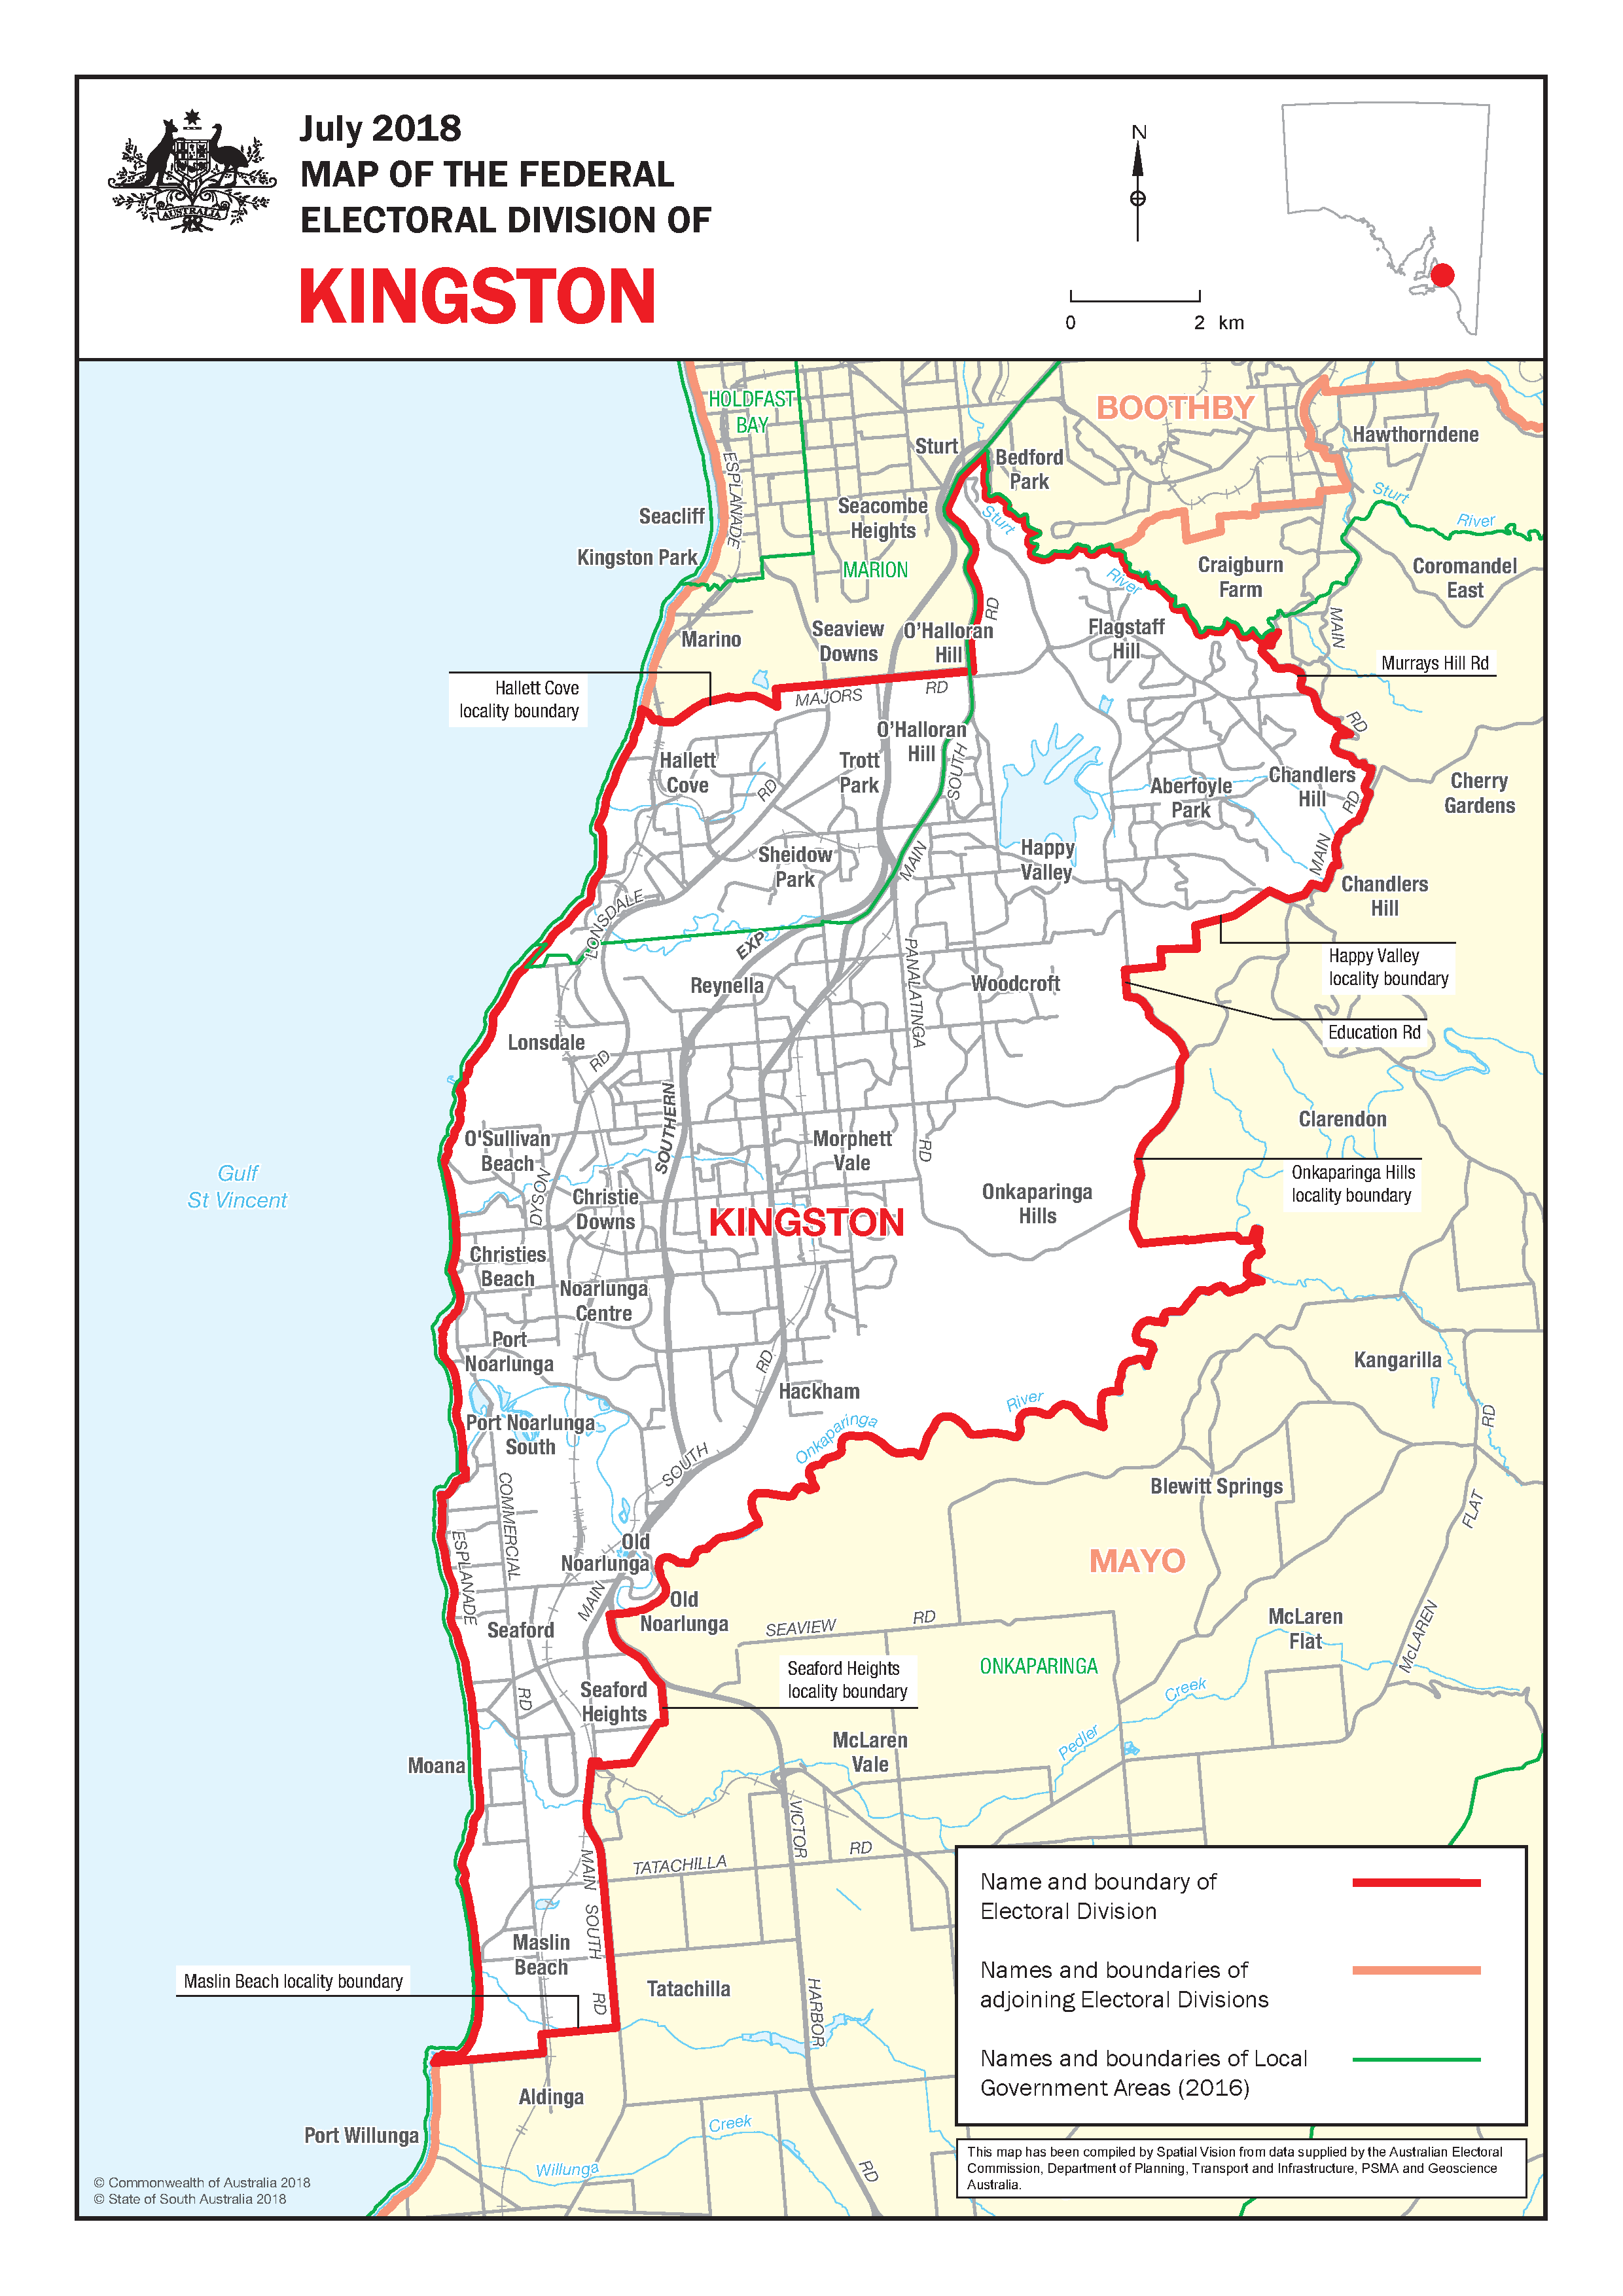 July 2018
MAP OF THE FEDERAL
ELECTORAL DIVISION OF
KINGSTON
AUSTRALIA
N
0 2 km
HOLDFAST
BAY
BOOTHBY
Hawthorndene
Sturt
Bedford
Park
ESPLANADE
Seacliff
Seacombe
Heights
Sturt
Sturt
River
Kingston Park
MARION
River
Craigburn
Farm
Coromandel
East
RD
MAIN
Marino
Seaview
Downs
O'Halloran
Hill
Flagstaff
Hill
Murrays Hill Rd
Hallett Cove
locality boundary
MAJORS
RD
RD
O'Halloran
Hill
Hallett
Cove
Trott
Park
RD
SOUTH
Aberfoyle
Park
Chandlers
Hill
RD
Cherry
Gardens
Sheidow
Park
MAIN
Happy
Valley
MAIN
Chandlers
Hill
LONSDALE
EXP
PANALATINGA
Happy Valley
locality boundary
Reynella
Woodcroft
Education Rd
Lonsdale
RD
SOUTHERN
Clarendon
O'Sullivan
Beach
Morphett
Vale
RD
Gulf
St Vincent
DYSON
Christie
Downs
Onkaparinga
Hills
Onkaparinga Hills
locality boundary
KINGSTON
Christies
Beach
Noarlunga
Centre
Port
Noarlunga
RD
Kangarilla
Hackham
River
RD
Port Noarlunga
South
Onkaparinga
SOUTH
COMMERCIAL
Blewitt Springs
FLAT
ESPLANADE
Old
Noarlunga
MAYO
MAIN
Old
Noarlunga
SEAVIEW
RD
McLaren
Flat
McLAREN
Seaford
Seaford Heights
locality boundary
ONKAPARINGA
RD
Seaford
Heights
Creek
McLaren
Vale
Pedler
Moana
VICTOR
RD
MAIN
TATACHILLA
SOUTH
Name and boundary of
Electoral Division
Maslin
Beach
Names and boundaries of
adjoining Electoral Divisions
Maslin Beach locality boundary
Tatachilla
RD
HARBOR
Names and boundaries of Local
Government Areas (2016)
Aldinga
Creek
Port Willunga
Willunga
RD
This map has been compiled by Spatial Vision from data supplied by the Australian Electoral
Commission, Department of Planning, Transport and Infrastructure, PSMA and Geoscience
Australia.
© Commonwealth of Australia 2018
© State of South Australia 2018